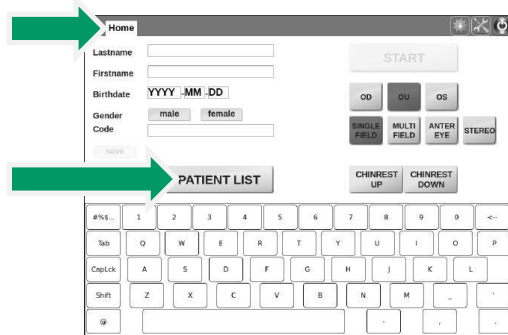 Home
Lastname
START
Firstname
Birthdate YYYY - MM - DD
OD OU OS
Gender male female
Code
SINGLE FIELD MULTI FIELD ANTER EYE STEREO
save
PATIENT LIST
CHINREST UP CHINREST DOWN
#%$... 1 2 3 4 5 6 7 8 9 0 <--
Tab Q W E R T Y U I O P
CapLck A S D F G H J K L
Shift Z X C V B N M _ '
@ - , .